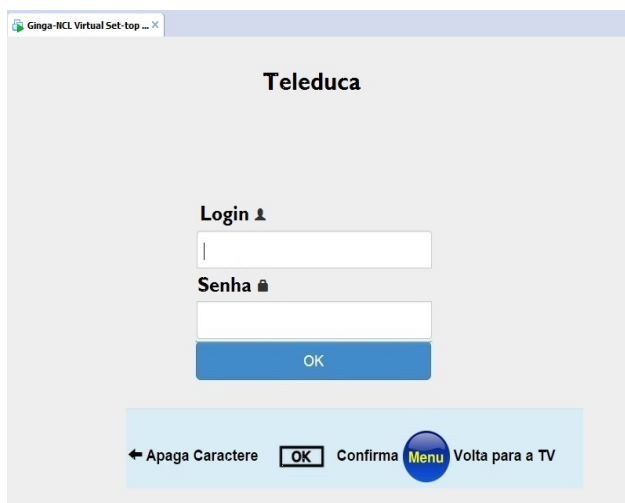 Ginga-NCL Virtual Set-top ...
Teleduca
Login
Senha
OK
Apaga Caractere OK Confirma Menu Volta para a TV